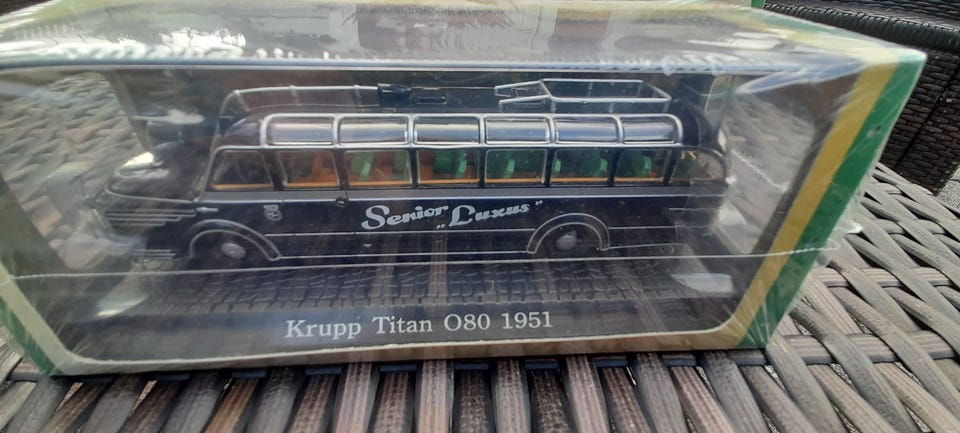 Senior
„Luxus"
Krupp Titan O80 1951